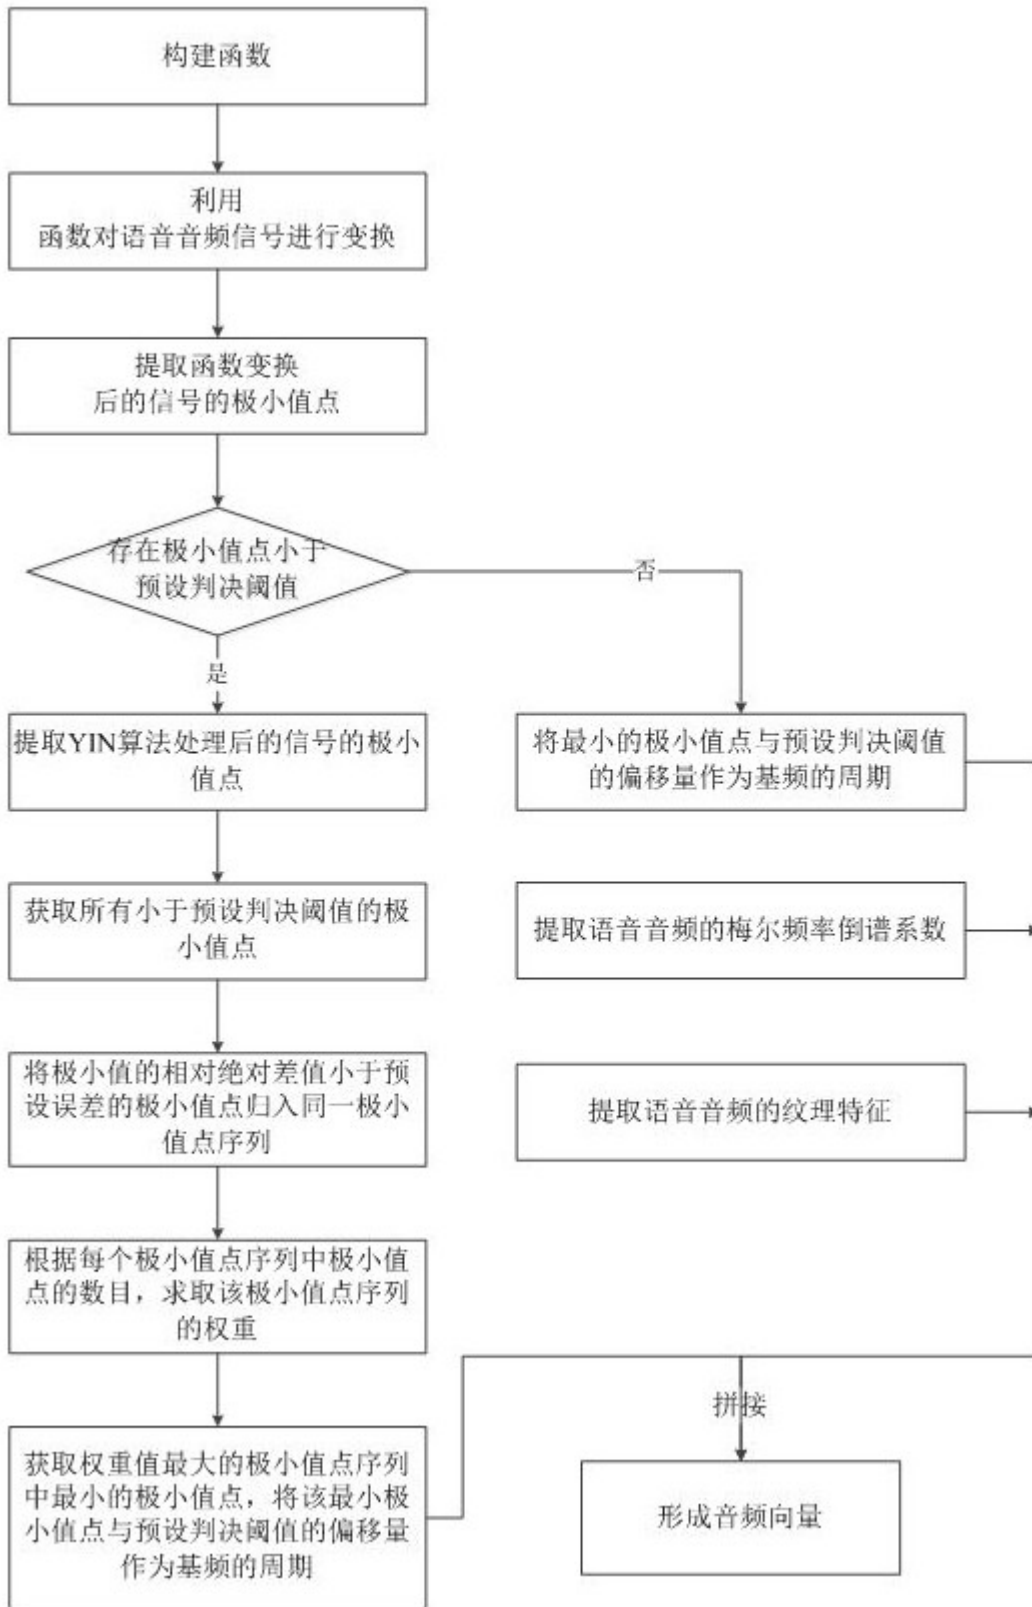 构建函数
利用
函数对语音音频信号进行变换
提取函数变换
后的信号的极小值点
存在极小值点小于
预设判决阈值
否
是
提取YIN算法处理后的信号的极小
值点
将最小的极小值点与预设判决阈值
的偏移量作为基频的周期
获取所有小于预设判决阈值的极
小值点
提取语音音频的梅尔频率倒谱系数
将极小值的相对绝对差值小于预
设误差的极小值点归入同一极小
值点序列
提取语音音频的纹理特征
根据每个极小值点序列中极小值
点的数目，求取该极小值点序列
的权重
拼接
获取权重值最大的极小值点序列
中最小的极小值点，将该最小极
小值点与预设判决阈值的偏移量
作为基频的周期
形成音频向量